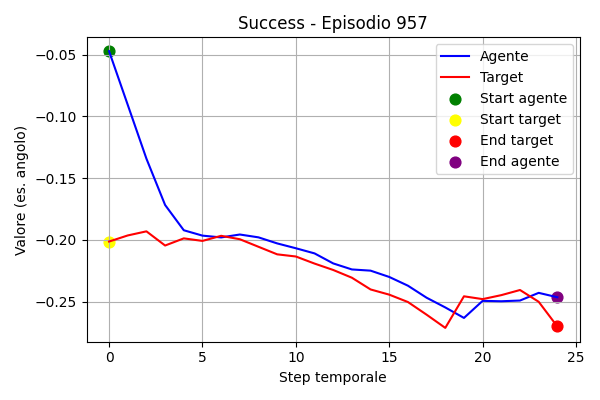 Success - Episodio 957
Valore (es. angolo)
−0.05
−0.10
−0.15
−0.20
−0.25
Agente
Target
Start agente
Start target
End target
End agente
0
5
10
15
20
25
Step temporale